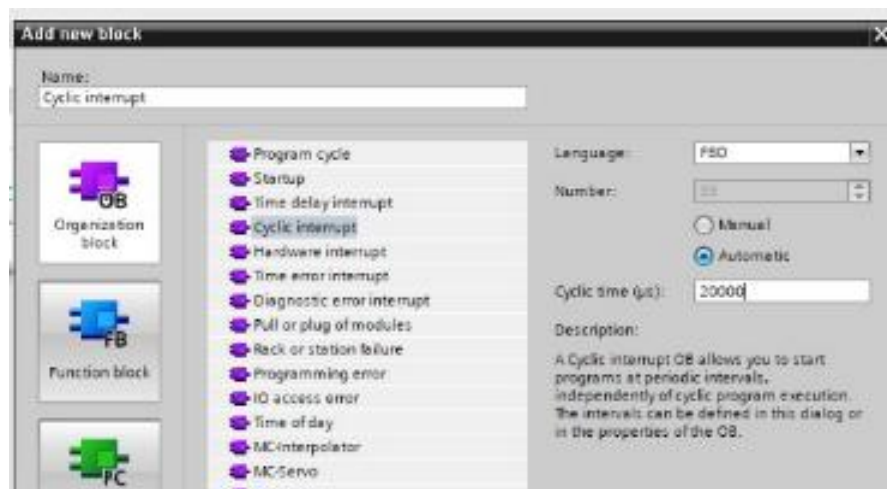 Add new block
Name:
Cyclic interrupt
OB
Organization
block
FB
Function block
Program cycle
Startup
Time delay interrupt
Cyclic interrupt
Hardware interrupt
Time error interrupt
Diagnostic error interrupt
Pull or plug of modules
Rack or station failure
Programming error
IO access error
Time of day
MC-Interpolator
MC-Servo
Language:
FBD
Number:
Manual
Automatic
Cyclic time (µs):
20000
Description:
A Cyclic interrupt OB allows you to start
programs at periodic intervals,
independently of cyclic program execution.
The intervals can be defined in this dialog or
in the properties of the OB.